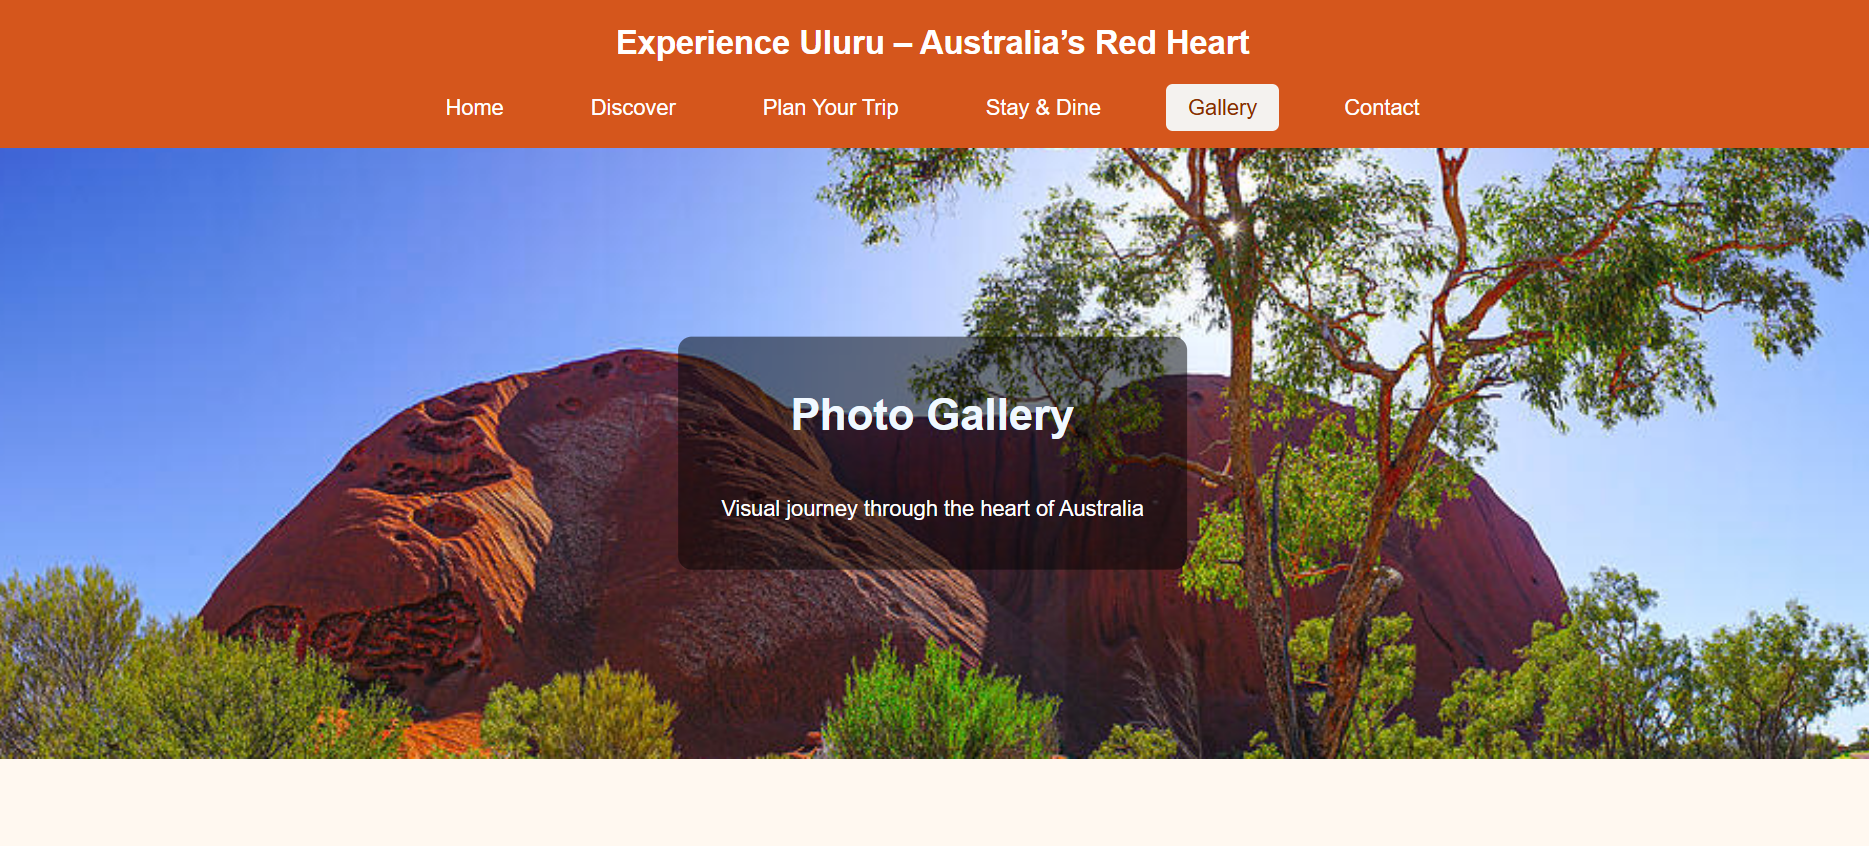 Experience Uluru – Australia’s Red Heart
Home Discover Plan Your Trip Stay & Dine Gallery Contact
Photo Gallery
Visual journey through the heart of Australia